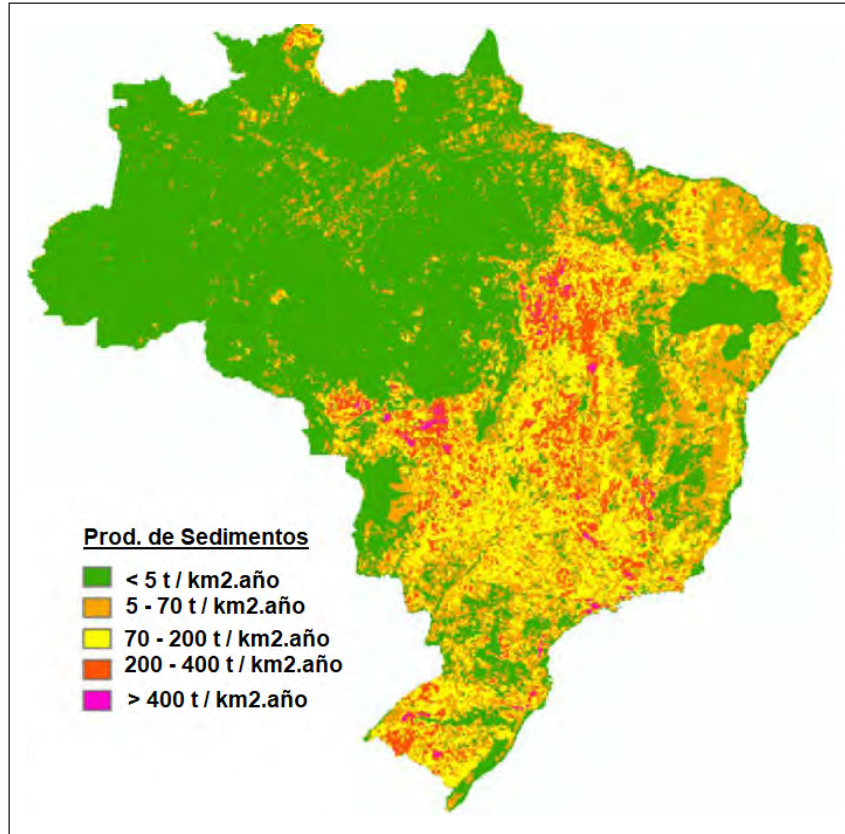 Prod. de Sedimentos
< 5 t / km2.año
5 - 70 t / km2.año
70 - 200 t / km2.año
200 - 400 t / km2.año
> 400 t / km2.año